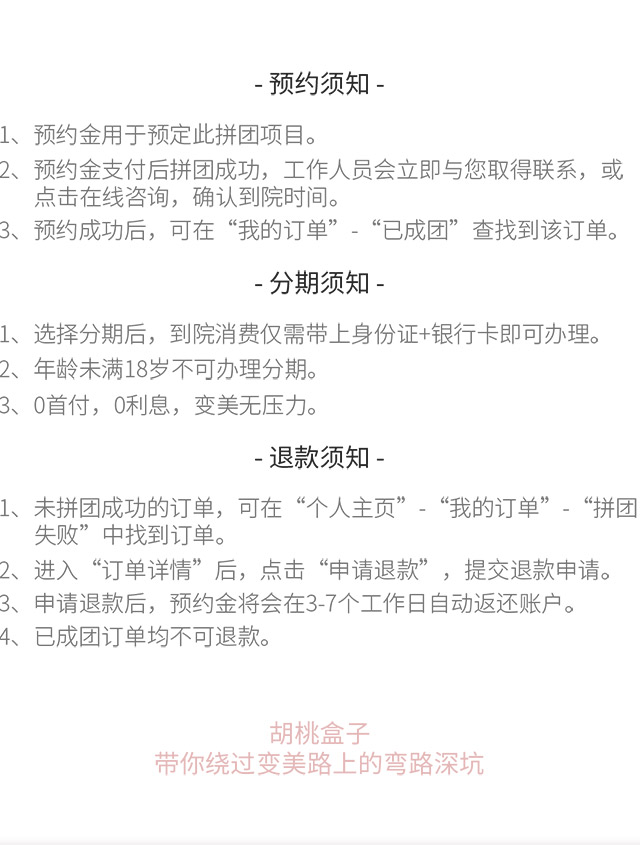 - 预约须知 -
1、预约金用于预定此拼团项目。
2、预约金支付后拼团成功，工作人员会立即与您取得联系，或
点击在线咨询，确认到院时间。
3、预约成功后，可在“我的订单”-“已成团”查找到该订单。
- 分期须知 -
1、选择分期后，到院消费仅需带上身份证+银行卡即可办理。
2、年龄未满18岁不可办理分期。
3、0首付，0利息，变美无压力。
- 退款须知 -
1、未拼团成功的订单，可在“个人主页”-“我的订单”-“拼团
失败”中找到订单。
2、进入“订单详情”后，点击“申请退款”，提交退款申请。
3、申请退款后，预约金将会在3-7个工作日自动返还账户。
4、已成团订单均不可退款。
胡桃盒子
带你绕过变美路上的弯路深坑